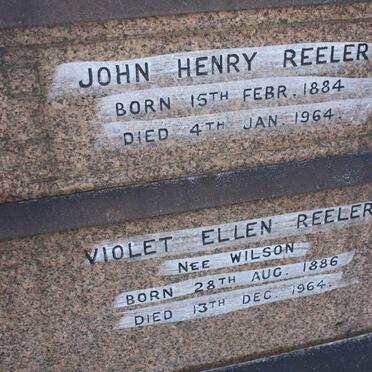 JOHN HENRY REELER
BORN 15TH FEBR. 1884
DIED 4TH JAN. 1964.
VIOLET ELLEN REELER
NEE WILSON
BORN 28TH AUG. 1886
DIED 13TH DEC. 1964.